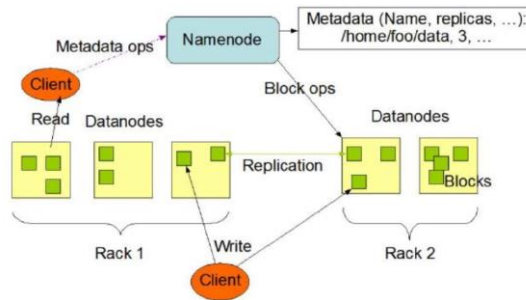 Metadata (Name, replicas, ...):
/home/foo/data, 3, ...
Namenode
Metadata ops
Client
Block ops
Read
Datanodes
Datanodes
Replication
Blocks
Rack 1
Write
Rack 2
Client